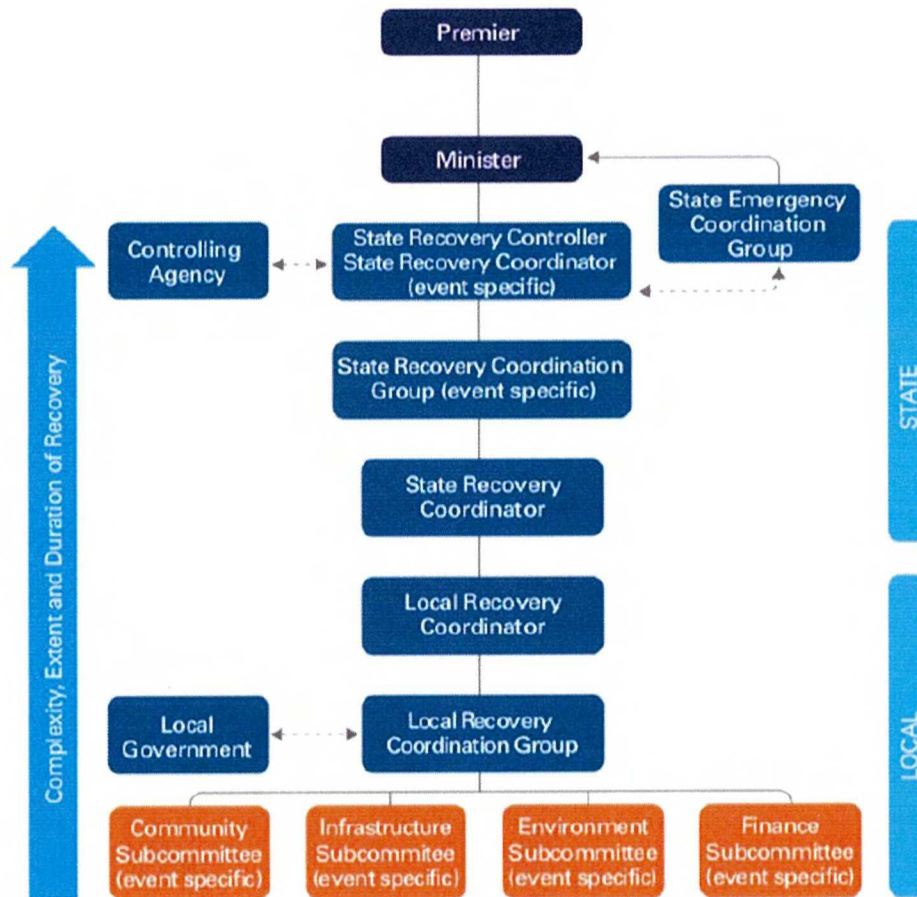 Premier
Minister
State Emergency
Coordination
Group
Controlling
Agency
State Recovery Controller
State Recovery Coordinator
(event specific)
State Recovery Coordination
Group (event specific)
State Recovery
Coordinator
Local Recovery
Coordinator
Local
Government
Local Recovery
Coordination Group
Community
Subcommittee
(event specific)
Infrastructure
Subcommitee
(event specific)
Environment
Subcommittee
(event specific)
Finance
Subcommittee
(event specific)
Complexity, Extent and Duration of Recovery
STATE
LOCAL